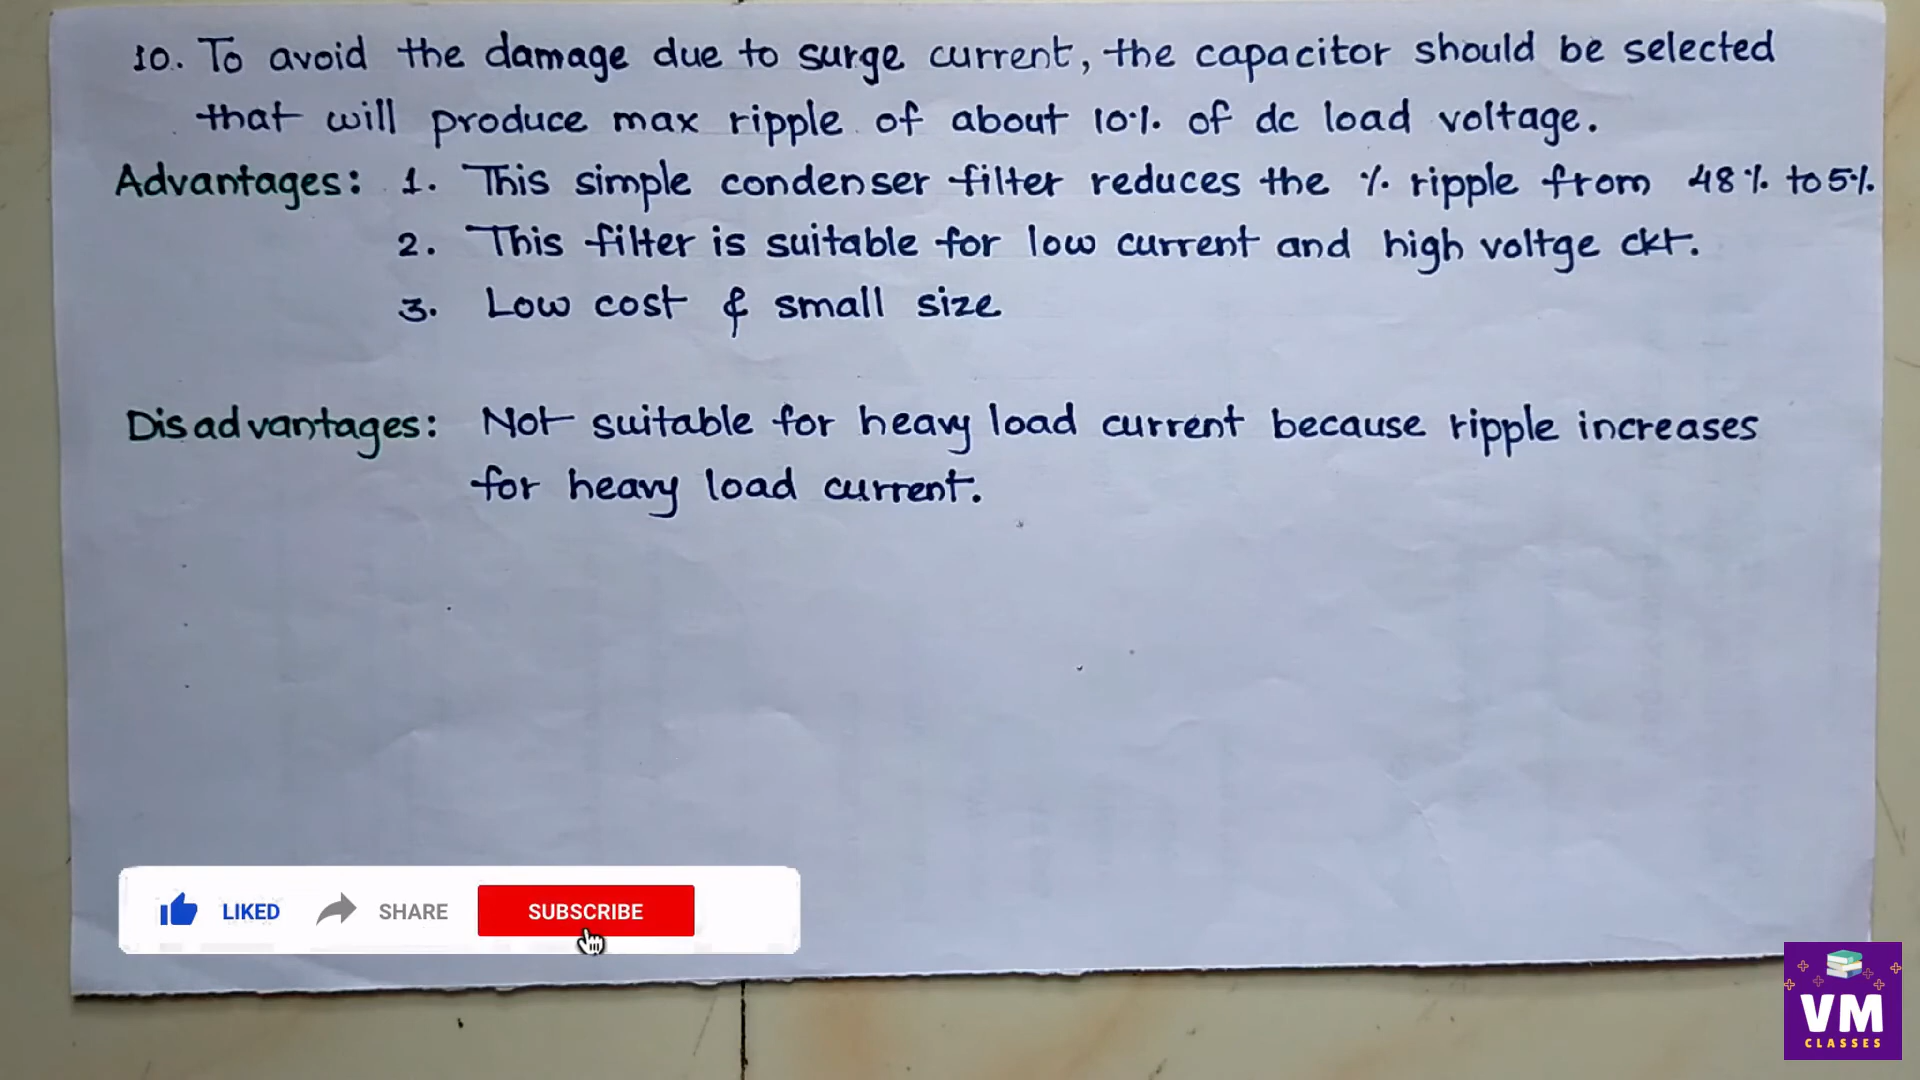 10. To avoid the damage due to surge current, the capacitor should be selected
that will produce max ripple of about 10% of dc load voltage.
Advantages: 1. This simple condenser filter reduces the % ripple from 48% to 5%
2. This filter is suitable for low current and high voltge ckt.
3. Low cost & small size
Disadvantages: Not suitable for heavy load current because ripple increases
for heavy load current.
LIKED SHARE SUBSCRIBE
VM
CLASSES